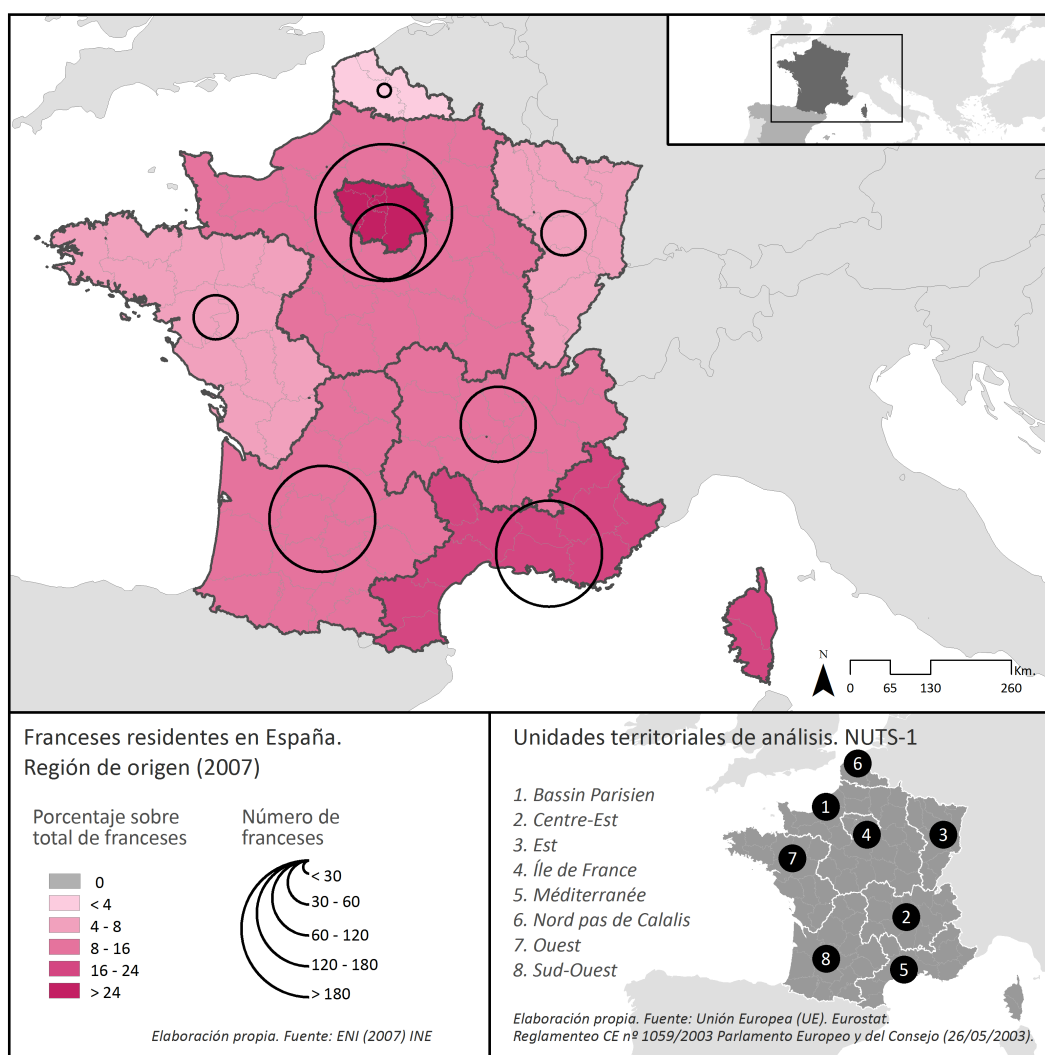 N
Km.
0 65 130 260
Franceses residentes en España.
Región de origen (2007)
Porcentaje sobre
total de franceses
0
< 4
4 - 8
8 - 16
16 - 24
> 24
Número de
franceses
< 30
30 - 60
60 - 120
120 - 180
> 180
Elaboración propia. Fuente: ENI (2007) INE
Unidades territoriales de análisis. NUTS-1
1. Bassin Parisien
2. Centre-Est
3. Est
4. Île de France
5. Méditerranée
6. Nord pas de Calalis
7. Ouest
8. Sud-Ouest
6
1
4
3
7
2
8
5
Elaboración propia. Fuente: Unión Europea (UE). Eurostat.
Reglamenteo CE nº 1059/2003 Parlamento Europeo y del Consejo (26/05/2003).